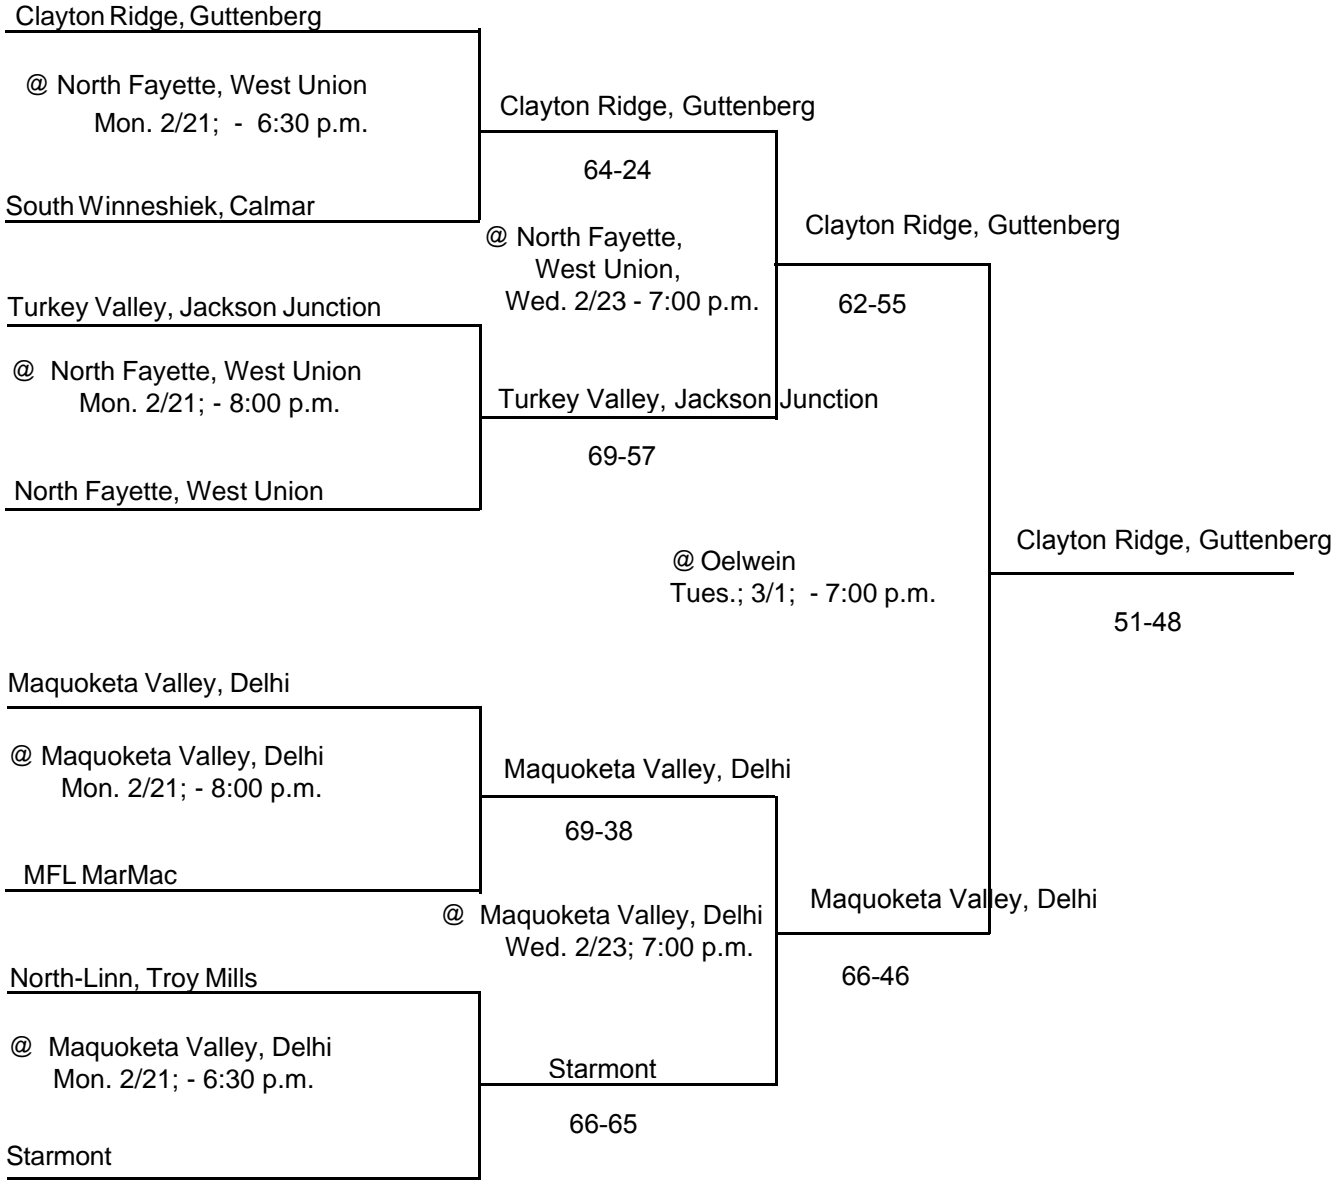 Clayton Ridge, Guttenberg
@ North Fayette, West Union
Mon. 2/21;  -  6:30 p.m.
South Winneshiek, Calmar
Clayton Ridge, Guttenberg
64-24
@ North Fayette,
West Union,
Wed. 2/23 - 7:00 p.m.
Turkey Valley, Jackson Junction
@  North Fayette, West Union
Mon. 2/21; - 8:00 p.m.
North Fayette, West Union
Turkey Valley, Jackson Junction
69-57
Clayton Ridge, Guttenberg
62-55
@ Oelwein
Tues.; 3/1;  - 7:00 p.m.
Clayton Ridge, Guttenberg
51-48
Maquoketa Valley, Delhi
@ Maquoketa Valley, Delhi
Mon. 2/21; - 8:00 p.m.
MFL MarMac
Maquoketa Valley, Delhi
69-38
@  Maquoketa Valley, Delhi
Wed. 2/23; 7:00 p.m.
Maquoketa Valley, Delhi
66-46
North-Linn, Troy Mills
@  Maquoketa Valley, Delhi
Mon. 2/21; - 6:30 p.m.
Starmont
Starmont
66-65